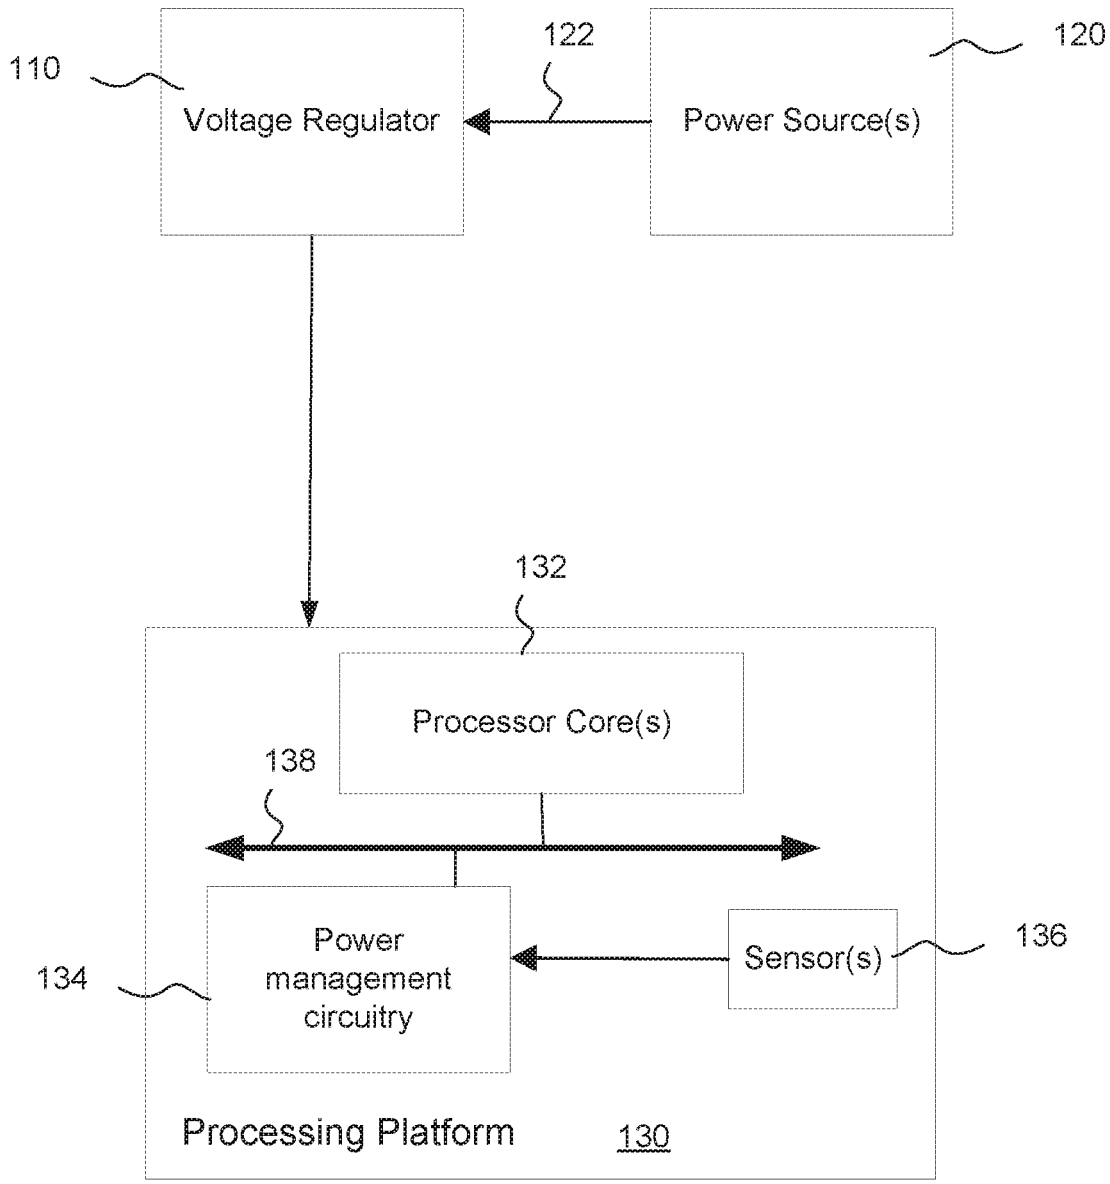 122
120
110
Voltage Regulator
Power Source(s)
132
Processor Core(s)
138
Power
management
circuitry
134
Sensor(s)
136
Processing Platform
130